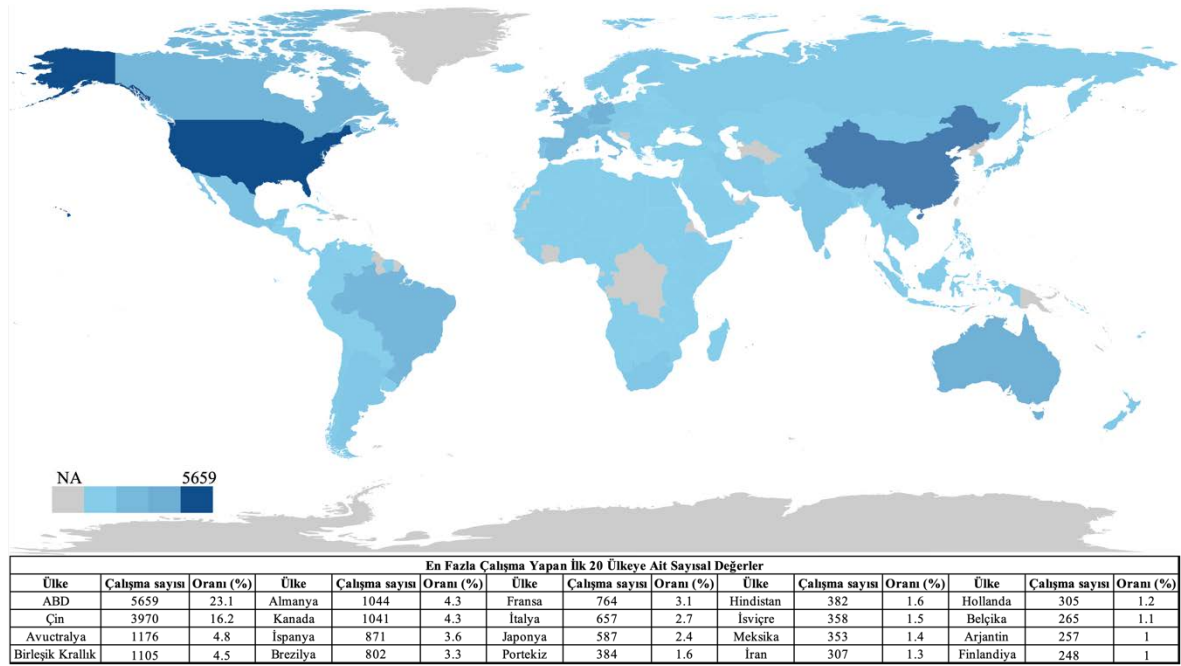 NA 5659
En Fazla Çalışma Yapan İlk 20 Ülkeye Ait Sayısal Değerler
Ülke Çalışma sayısı Oranı (%) Ülke Çalışma sayısı Oranı (%) Ülke Çalışma sayısı Oranı (%) Ülke Çalışma sayısı Oranı (%) Ülke Çalışma sayısı Oranı (%)
ABD 5659 23.1 Almanya 1044 4.3 Fransa 764 3.1 Hindistan 382 1.6 Hollanda 305 1.2
Çin 3970 16.2 Kanada 1041 4.3 İtalya 657 2.7 İsviçre 358 1.5 Belçika 265 1.1
Avuctralya 1176 4.8 İspanya 871 3.6 Japonya 587 2.4 Meksika 353 1.4 Arjantin 257 1
Birleşik Krallık 1105 4.5 Brezilya 802 3.3 Portekiz 384 1.6 İran 307 1.3 Finlandiya 248 1